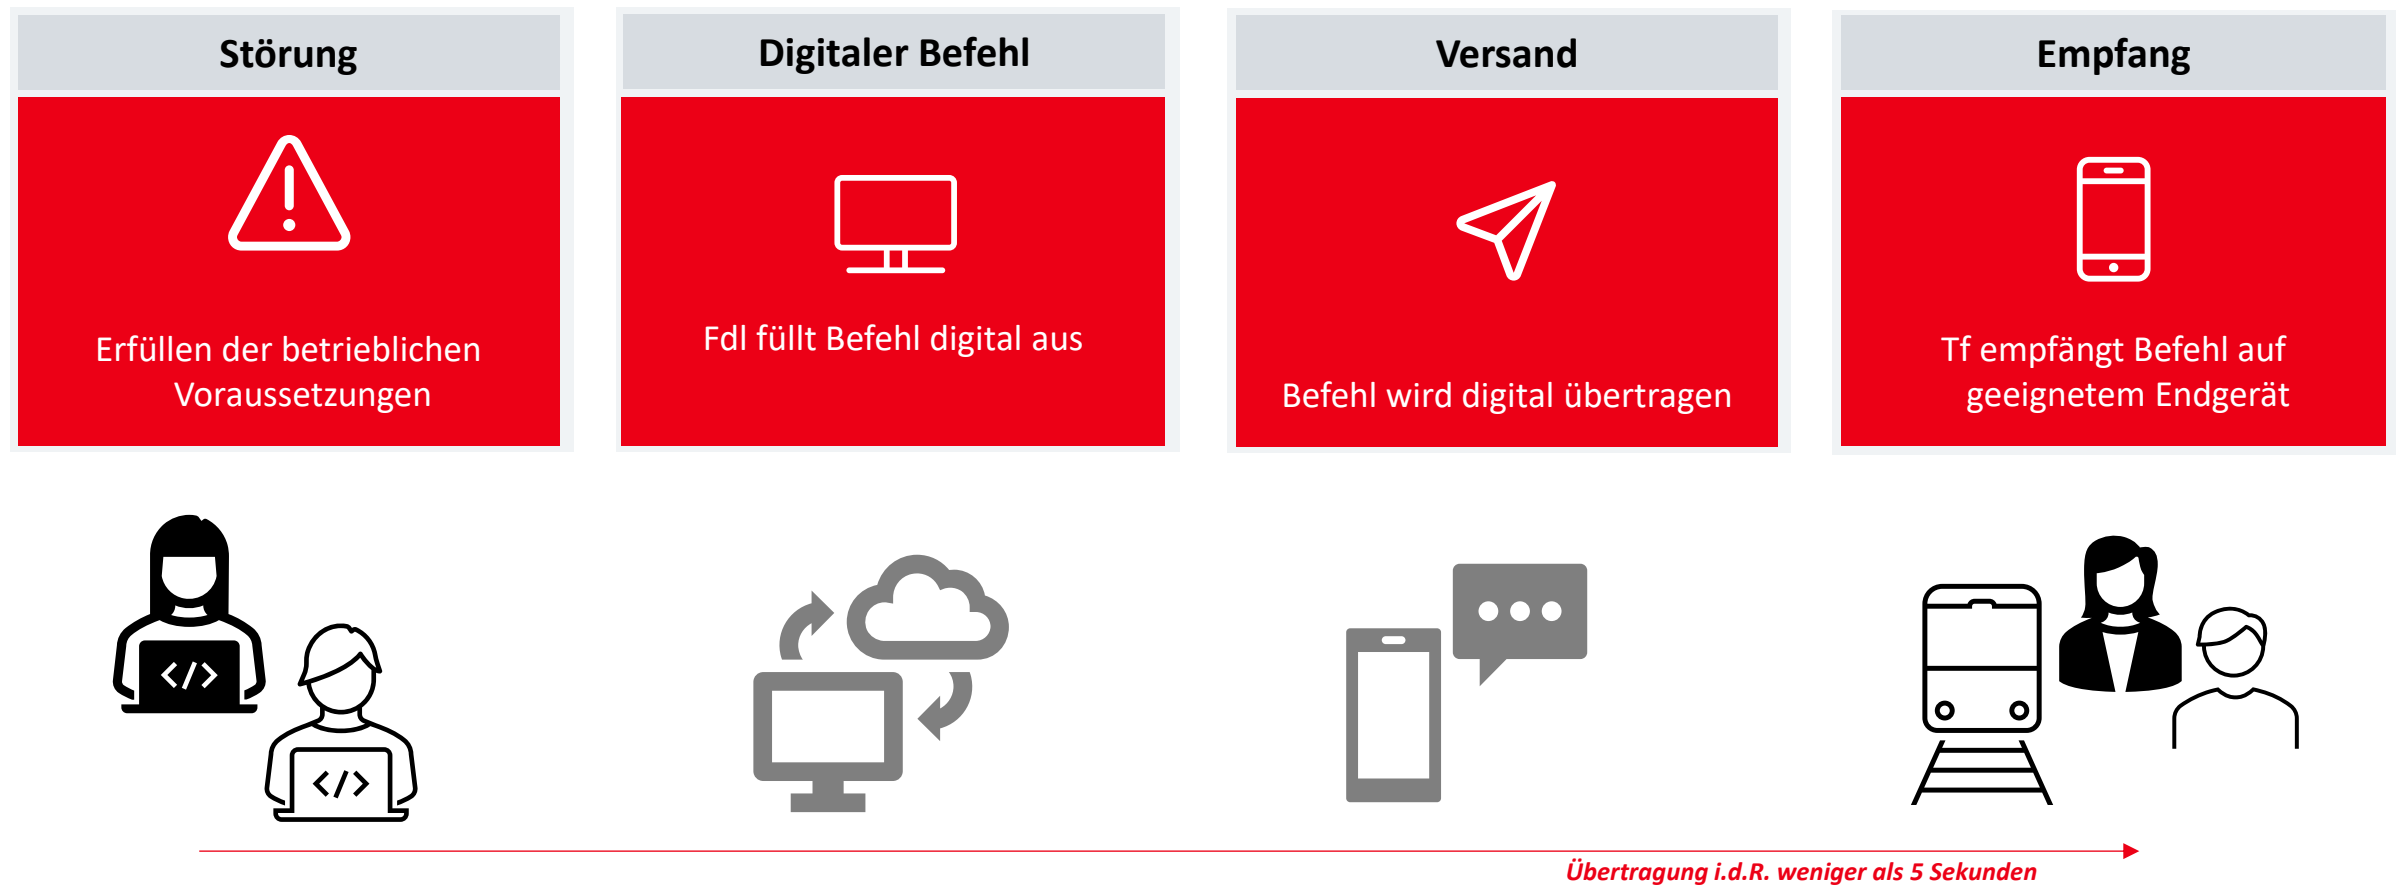 Störung
Erfüllen der betrieblichen
Voraussetzungen
Digitaler Befehl
Fdl füllt Befehl digital aus
Versand
Befehl wird digital übertragen
Empfang
Tf empfängt Befehl auf
geeignetem Endgerät
</>
</>
Übertragung i.d.R. weniger als 5 Sekunden